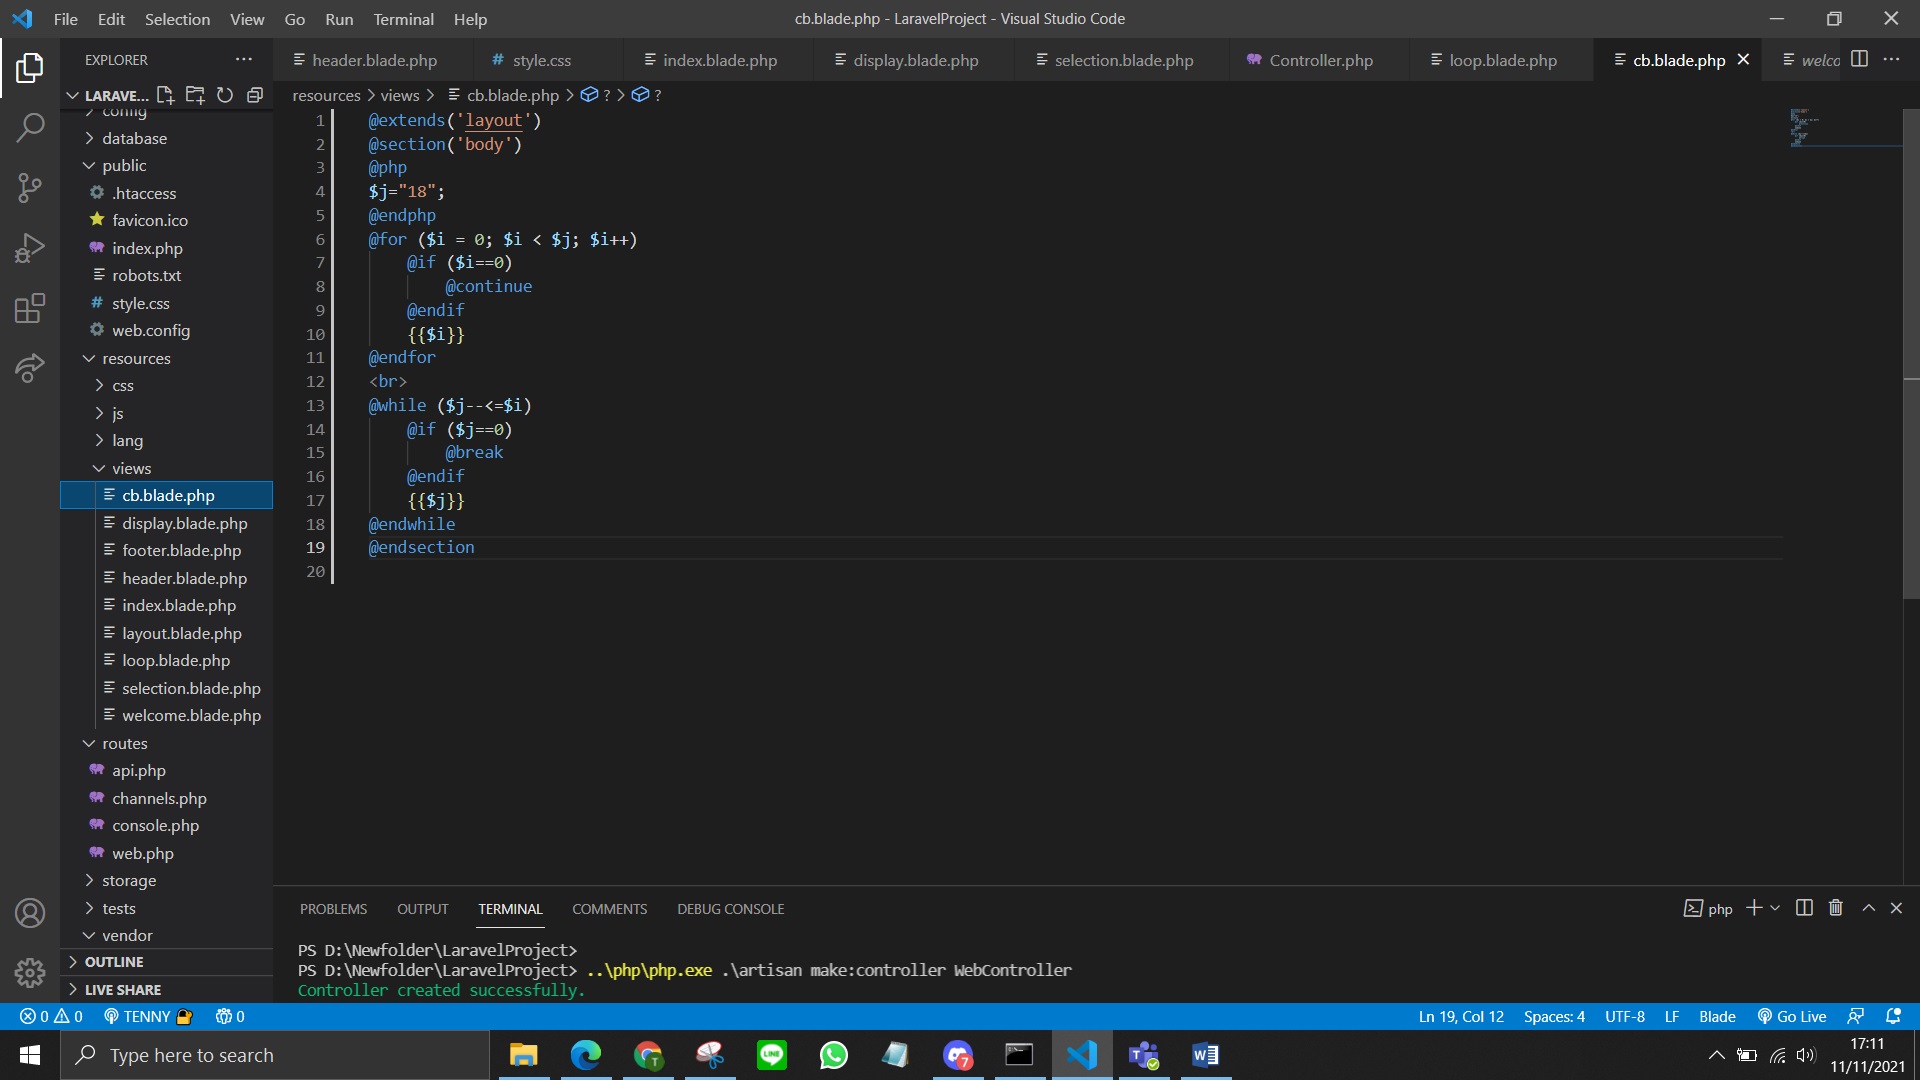 File Edit Selection View Go Run Terminal Help
cb.blade.php - LaravelProject - Visual Studio Code
EXPLORER
header.blade.php
# style.css
index.blade.php
display.blade.php
selection.blade.php
Controller.php
loop.blade.php
cb.blade.php
welco
LARAVE...
resources > views > cb.blade.php > ? > ?
config
database
public
.htaccess
favicon.ico
index.php
robots.txt
# style.css
web.config
resources
css
js
lang
views
cb.blade.php
display.blade.php
footer.blade.php
header.blade.php
index.blade.php
layout.blade.php
loop.blade.php
selection.blade.php
welcome.blade.php
routes
api.php
channels.php
console.php
web.php
storage
tests
vendor
OUTLINE
LIVE SHARE
1 @extends('layout')
2 @section('body')
3 @php
4 $j="18";
5 @endphp
6 @for ($i = 0; $i < $j; $i++)
7 @if ($i==0)
8 @continue
9 @endif
10 {{$i}}
11 @endfor
12 <br>
13 @while ($j--<=$i)
14 @if ($j==0)
15 @break
16 @endif
17 {{$j}}
18 @endwhile
19 @endsection
20
PROBLEMS OUTPUT TERMINAL COMMENTS DEBUG CONSOLE
php
PS D:\Newfolder\LaravelProject>
PS D:\Newfolder\LaravelProject> ..\php\php.exe .\artisan make:controller WebController
Controller created successfully.
0 0 TENNY 0
Ln 19, Col 12 Spaces: 4 UTF-8 LF Blade Go Live
Type here to search
T
LINE
7
W
17:11
11/11/2021